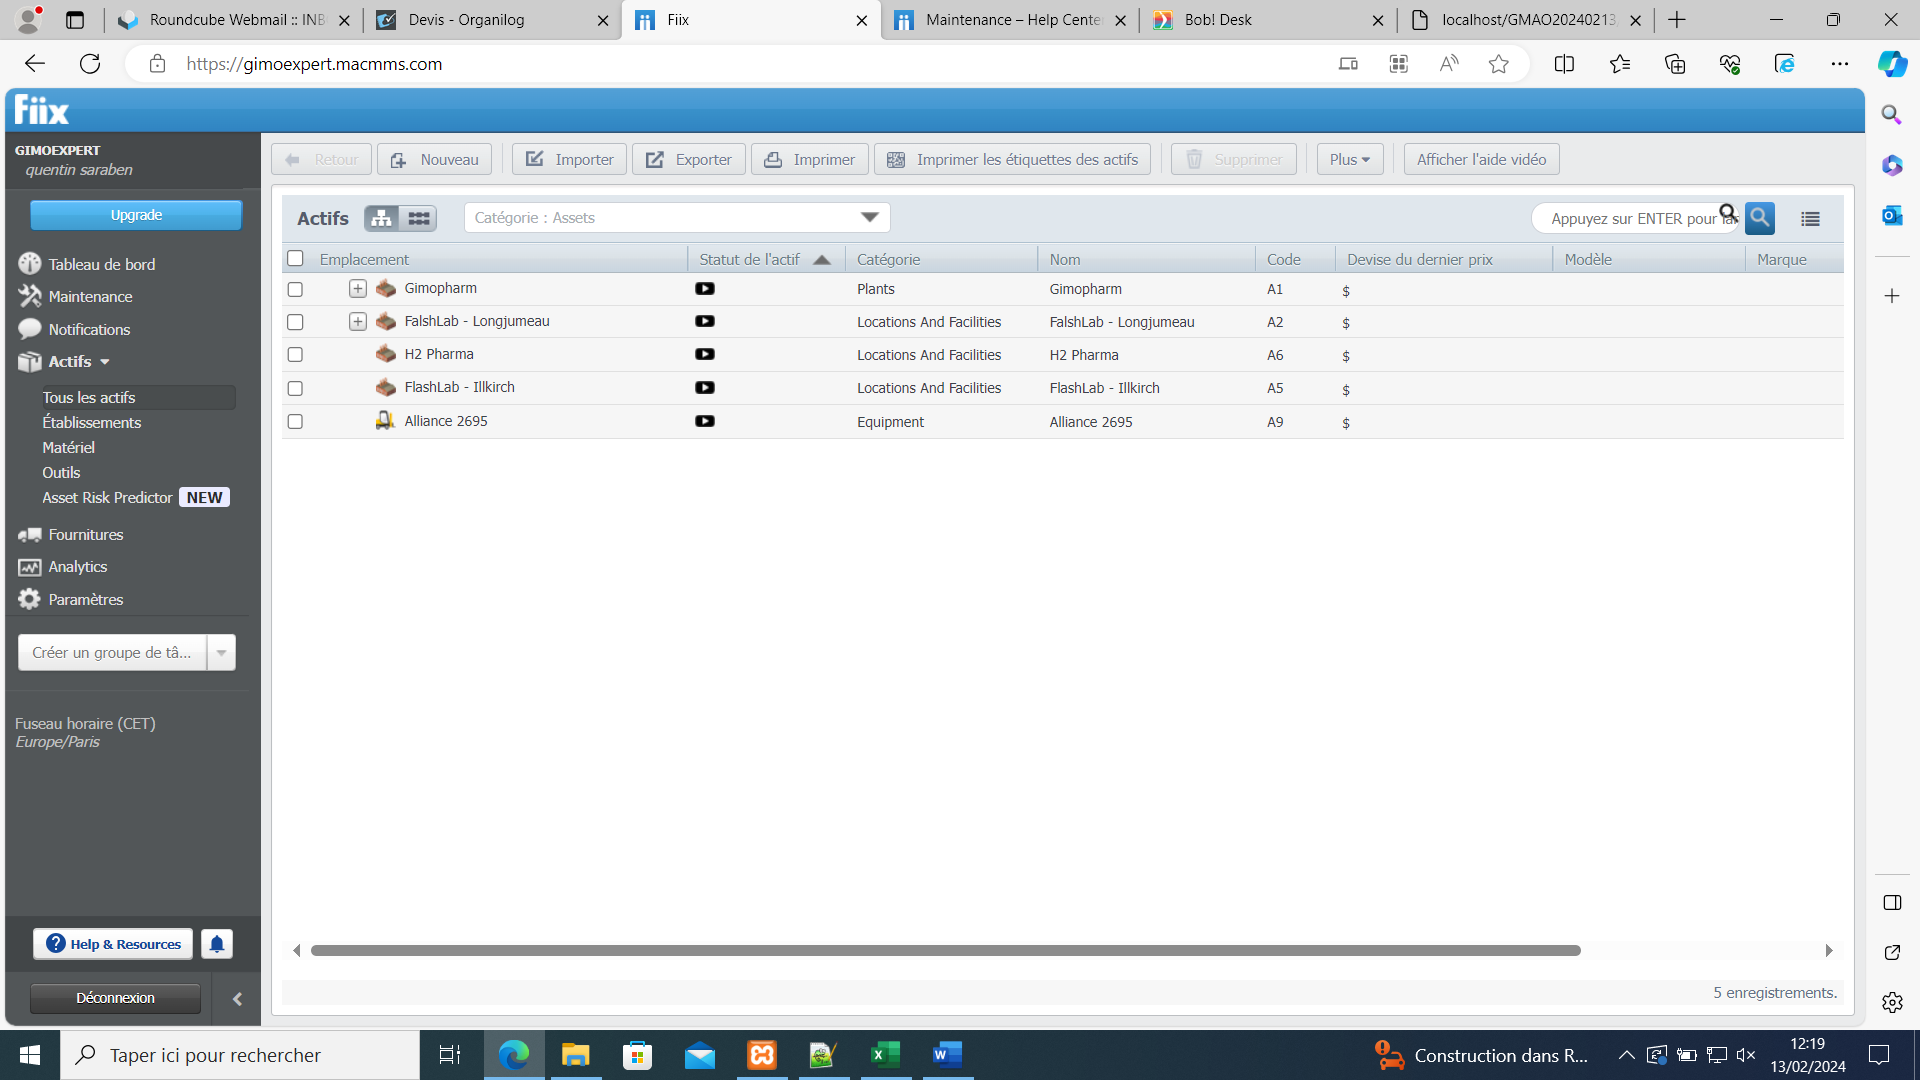 Roundcube Webmail :: INB
Devis - Organilog
Fiix
Maintenance – Help Cente
Bob! Desk
localhost/GMAO20240213
https://gimoexpert.macmms.com
Fiix
GIMOEXPERT
quentin saraben
Upgrade
Tableau de bord
Maintenance
Notifications
Actifs
Tous les actifs
Établissements
Matériel
Outils
Asset Risk Predictor NEW
Fournitures
Analytics
Paramètres
Créer un groupe de tâ...
Fuseau horaire (CET)
Europe/Paris
Help & Resources
Déconnexion
Retour Nouveau Importer Exporter Imprimer Imprimer les étiquettes des actifs Supprimer Plus Afficher l'aide vidéo
Actifs Catégorie : Assets Appuyez sur ENTER pour la
Emplacement Statut de l'actif Catégorie Nom Code Devise du dernier prix Modèle Marque
Gimopharm Plants Gimopharm A1 $
FalshLab - Longjumeau Locations And Facilities FalshLab - Longjumeau A2 $
H2 Pharma Locations And Facilities H2 Pharma A6 $
FlashLab - Illkirch Locations And Facilities FlashLab - Illkirch A5 $
Alliance 2695 Equipment Alliance 2695 A9 $
5 enregistrements.
Taper ici pour rechercher
Construction dans R...
12:19
13/02/2024